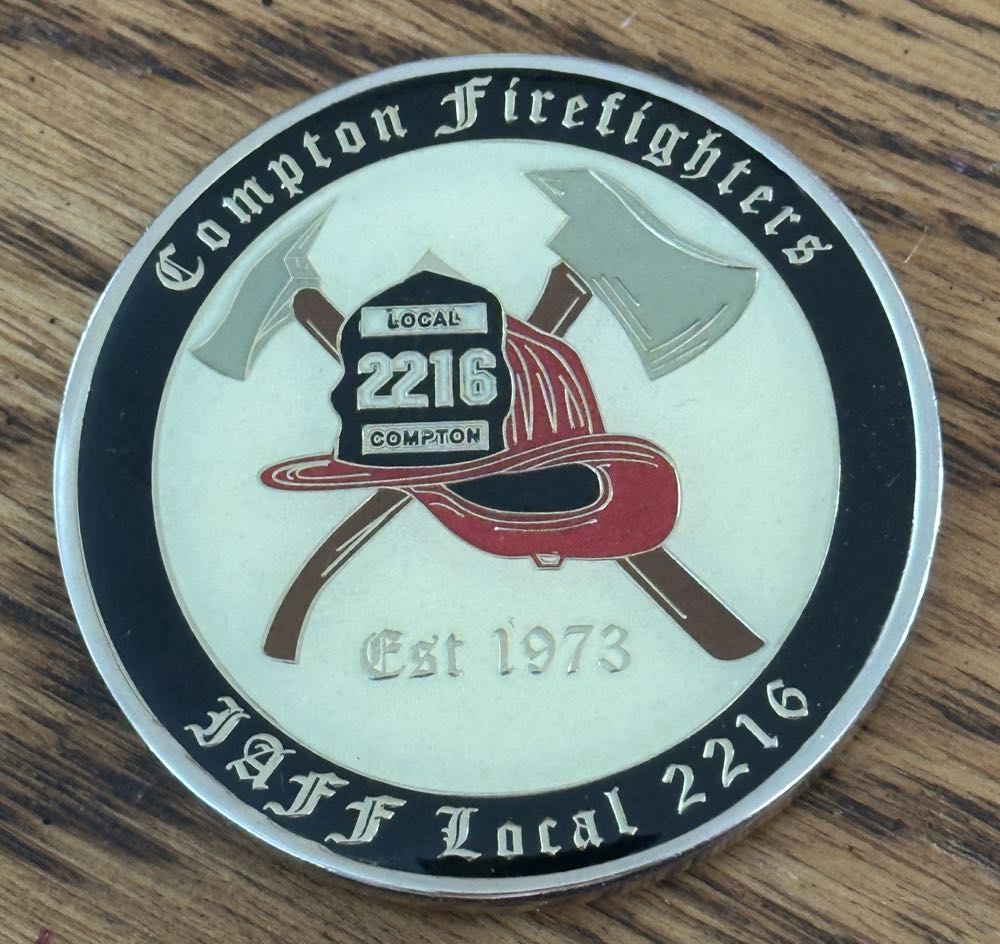 Compton Firefighters
LOCAL
2216
COMPTON
Est 1973
IAFF Local 2216